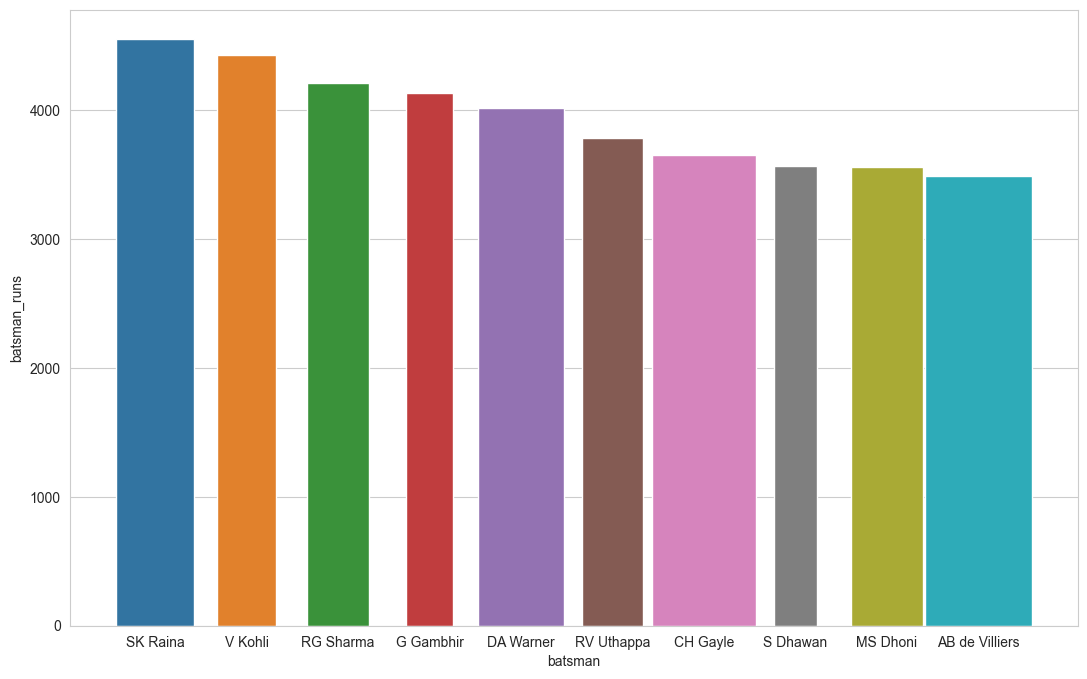 batsman_runs
4000
3000
2000
1000
0
SK Raina V Kohli RG Sharma G Gambhir DA Warner RV Uthappa CH Gayle S Dhawan MS Dhoni AB de Villiers
batsman